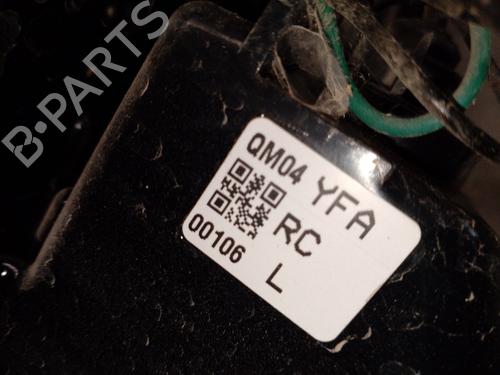 B-PARTS
QM04 YFA
RC
00106 L